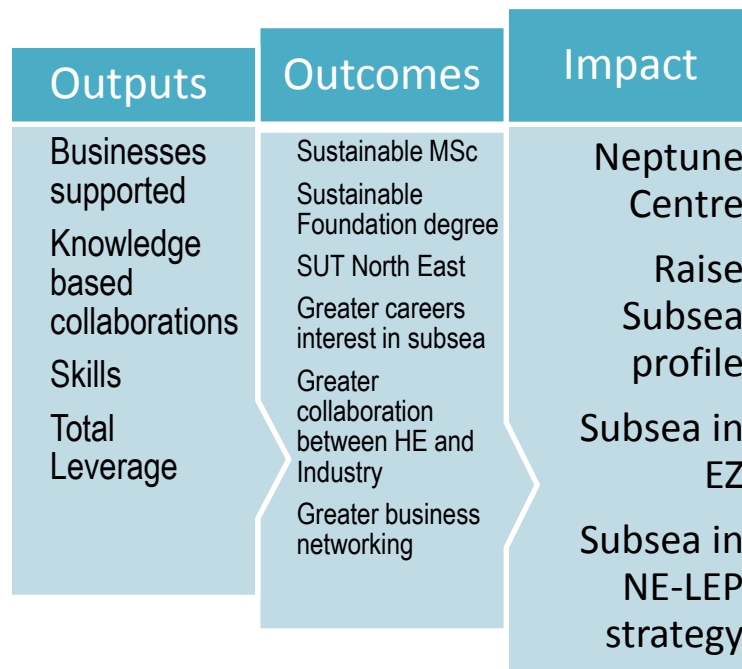 Outputs
Businesses
supported
Knowledge
based
collaborations
Skills
Total
Leverage
Outcomes
Sustainable MSc
Sustainable
Foundation degree
SUT North East
Greater careers
interest in subsea
Greater
collaboration
between HE and
Industry
Greater business
networking
Impact
Neptune
Centre
Raise
Subsea
profile
Subsea in
EZ
Subsea in
NE-LEP
strategy